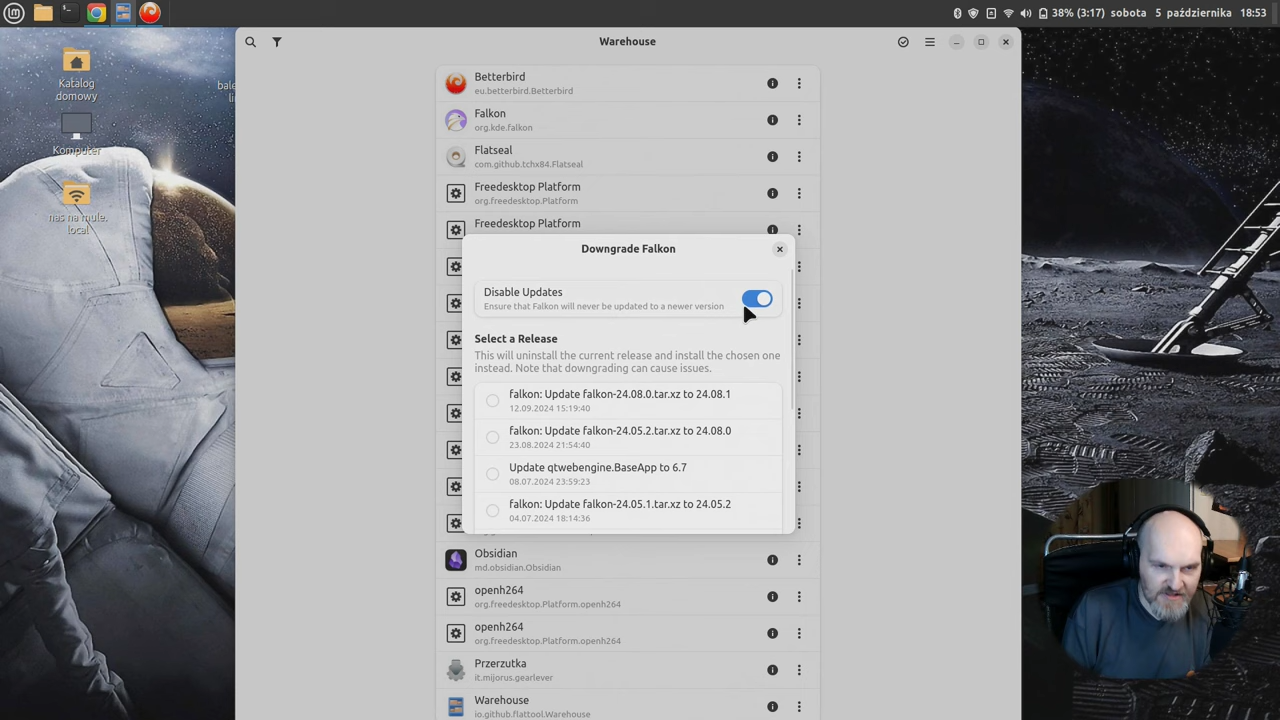 38% (3:17) sobota 5 października 18:53
Warehouse
Katalog
domowy
Komputer
nas na mule.
local
bale
li
Betterbird
eu.betterbird.Betterbird
Falkon
org.kde.falkon
Flatseal
com.github.tchx84.Flatseal
Freedesktop Platform
org.freedesktop.Platform
Freedesktop Platform
Downgrade Falkon
Disable Updates
Ensure that Falkon will never be updated to a newer version
Select a Release
This will uninstall the current release and install the chosen one
instead. Note that downgrading can cause issues.
falkon: Update falkon-24.08.0.tar.xz to 24.08.1
12.09.2024 15:19:40
falkon: Update falkon-24.05.2.tar.xz to 24.08.0
23.08.2024 21:54:40
Update qtwebengine.BaseApp to 6.7
08.07.2024 23:59:23
falkon: Update falkon-24.05.1.tar.xz to 24.05.2
04.07.2024 18:14:36
Obsidian
md.obsidian.Obsidian
openh264
org.freedesktop.Platform.openh264
openh264
org.freedesktop.Platform.openh264
Przerzutka
it.mijorus.gearlever
Warehouse
io.github.flattool.Warehouse